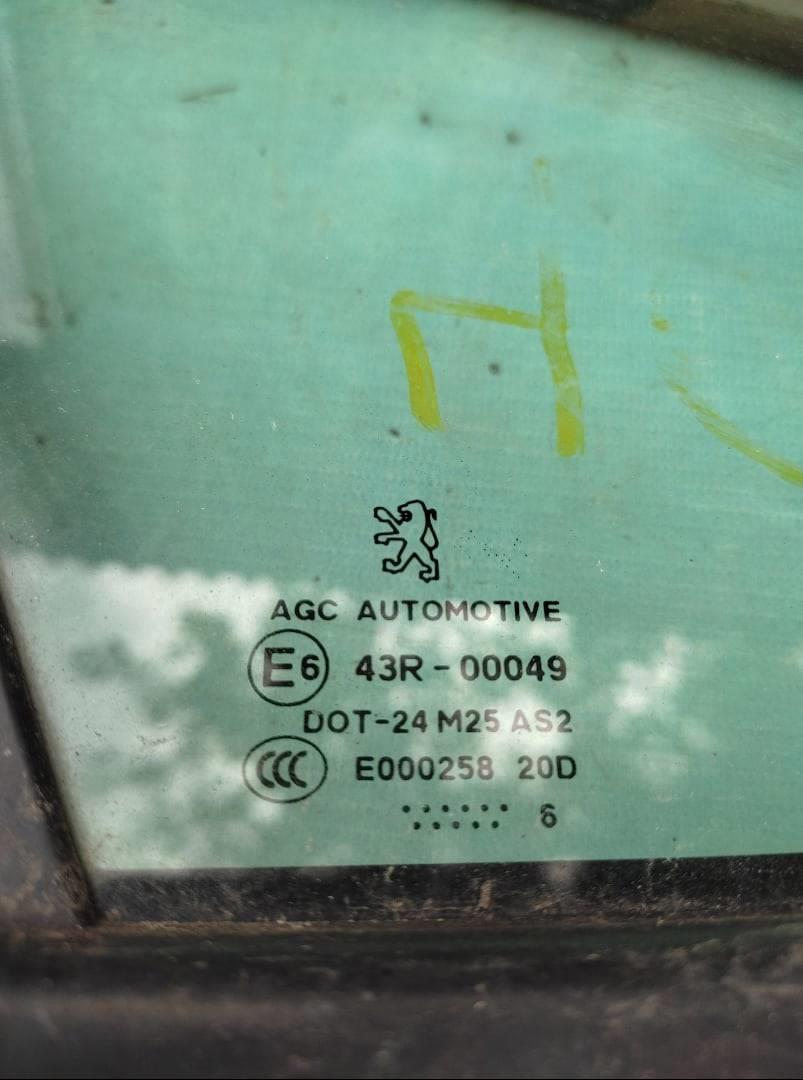 AGC AUTOMOTIVE
E6 43R-00049
DOT-24 M25 AS2
CCC E000258 20D
6